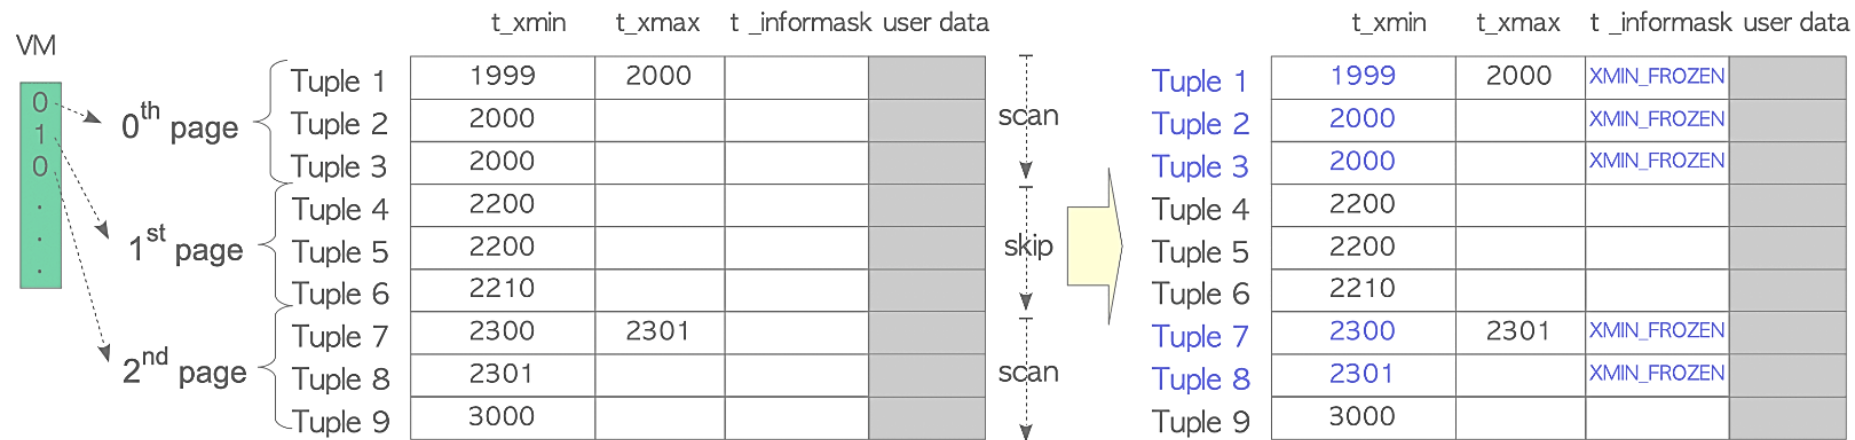 t_xmin t_xmax t _informask user data t_xmin t_xmax t _informask user data
VM
Tuple 1 1999 2000 Tuple 1 1999 2000 XMIN_FROZEN
0 0th page Tuple 2 2000 scan Tuple 2 2000 XMIN_FROZEN
1
0 Tuple 3 2000 Tuple 3 2000 XMIN_FROZEN
. Tuple 4 2200 Tuple 4 2200
. 1st page Tuple 5 2200 skip Tuple 5 2200
. Tuple 6 2210 Tuple 6 2210
Tuple 7 2300 2301 Tuple 7 2300 2301 XMIN_FROZEN
2nd page Tuple 8 2301 scan Tuple 8 2301 XMIN_FROZEN
Tuple 9 3000 Tuple 9 3000